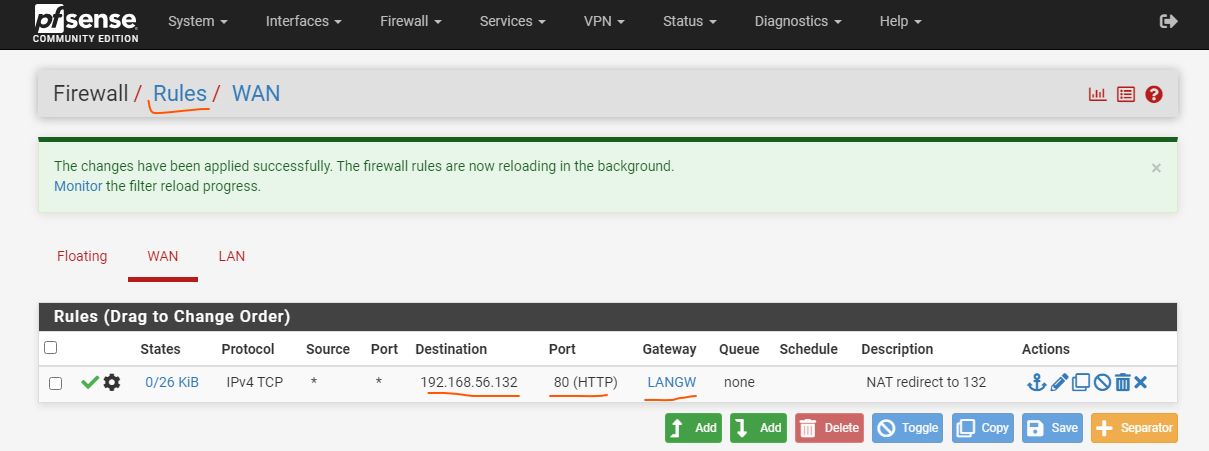 pfsense System Interfaces Firewall Services VPN Status Diagnostics Help
COMMUNITY EDITION
Firewall / Rules / WAN
The changes have been applied successfully. The firewall rules are now reloading in the background.
Monitor the filter reload progress.
×
Floating WAN LAN
Rules (Drag to Change Order)
States Protocol Source Port Destination Port Gateway Queue Schedule Description Actions
0/26 KiB IPv4 TCP * * 192.168.56.132 80 (HTTP) LANGW none NAT redirect to 132
Add Add Delete Toggle Copy Save Separator